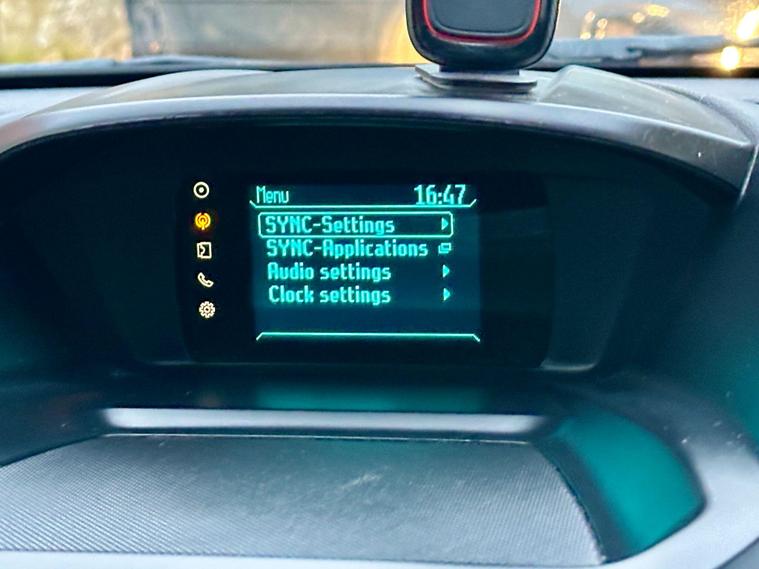 Menu 16:47
SYNC-Settings
SYNC-Applications
Audio settings
Clock settings